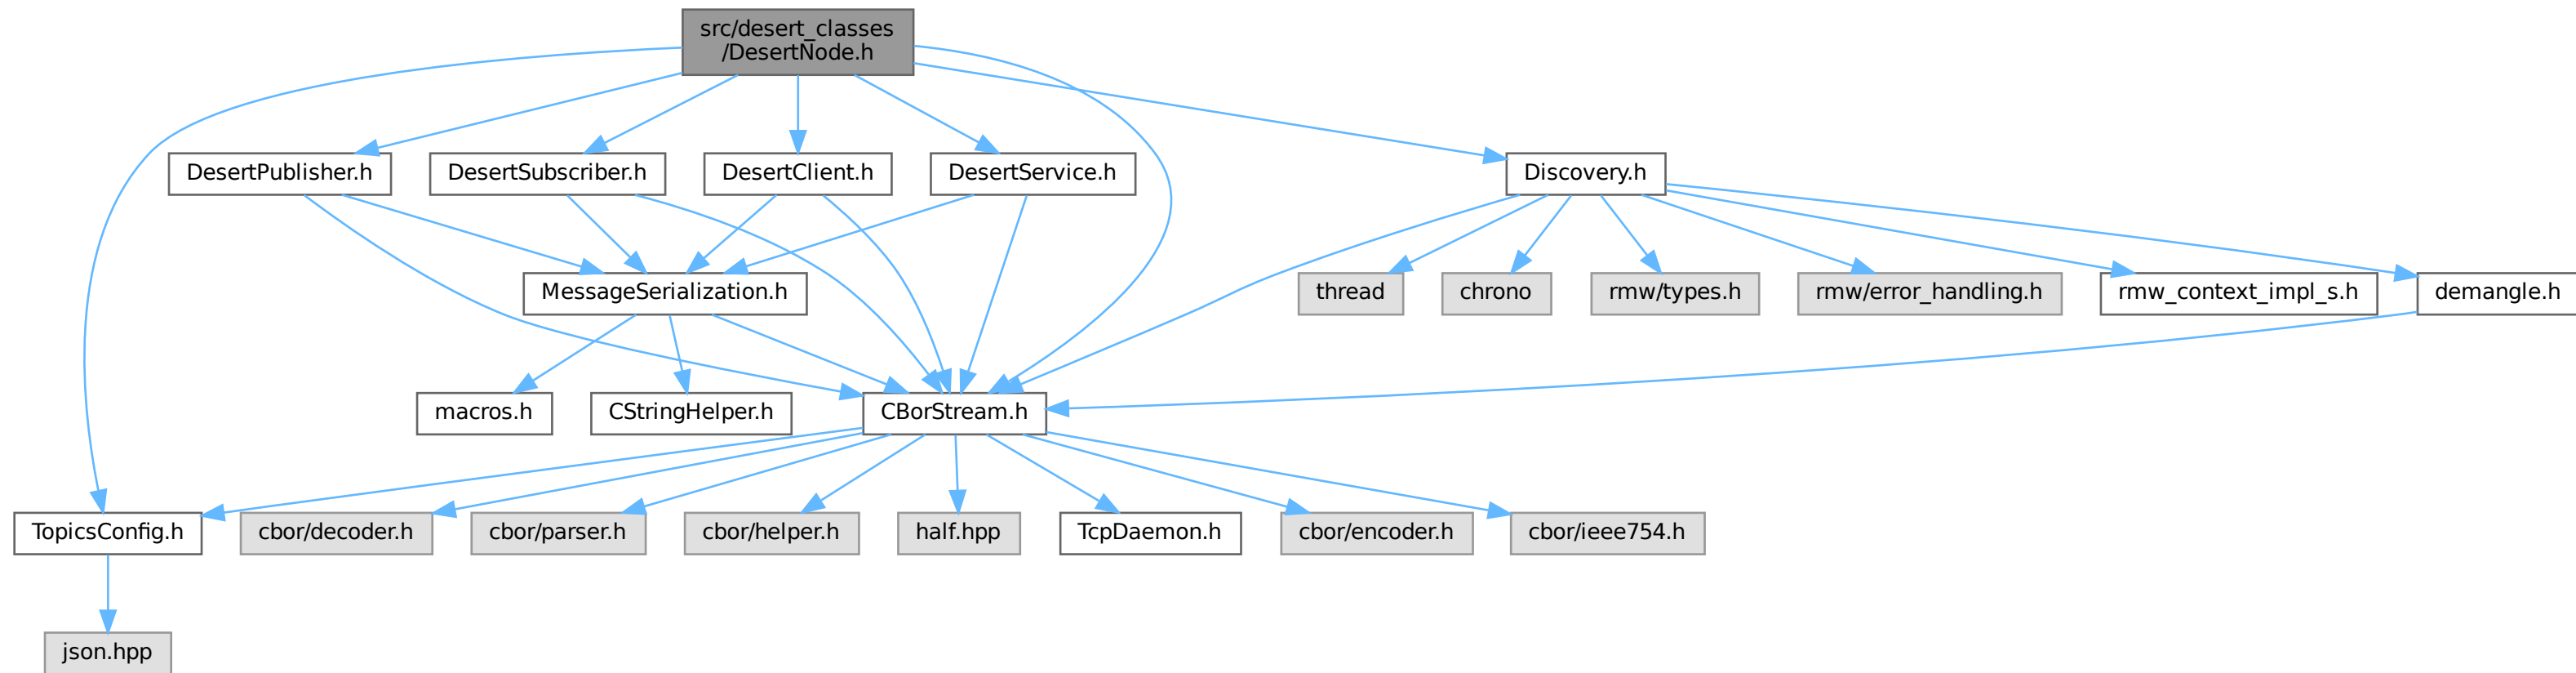 src/desert_classes
/DesertNode.h
DesertPublisher.h
DesertSubscriber.h
DesertClient.h
DesertService.h
Discovery.h
MessageSerialization.h
thread
chrono
rmw/types.h
rmw/error_handling.h
rmw_context_impl_s.h
demangle.h
macros.h
CStringHelper.h
CBorStream.h
TopicsConfig.h
cbor/decoder.h
cbor/parser.h
cbor/helper.h
half.hpp
TcpDaemon.h
cbor/encoder.h
cbor/ieee754.h
json.hpp